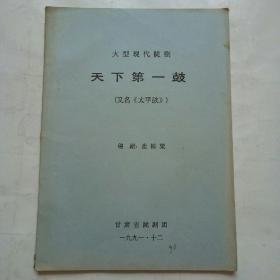 大型现代陇剧
天下第一鼓
(又名《太平鼓》)
编剧:
甘肃省陇剧团
一九九一·十二